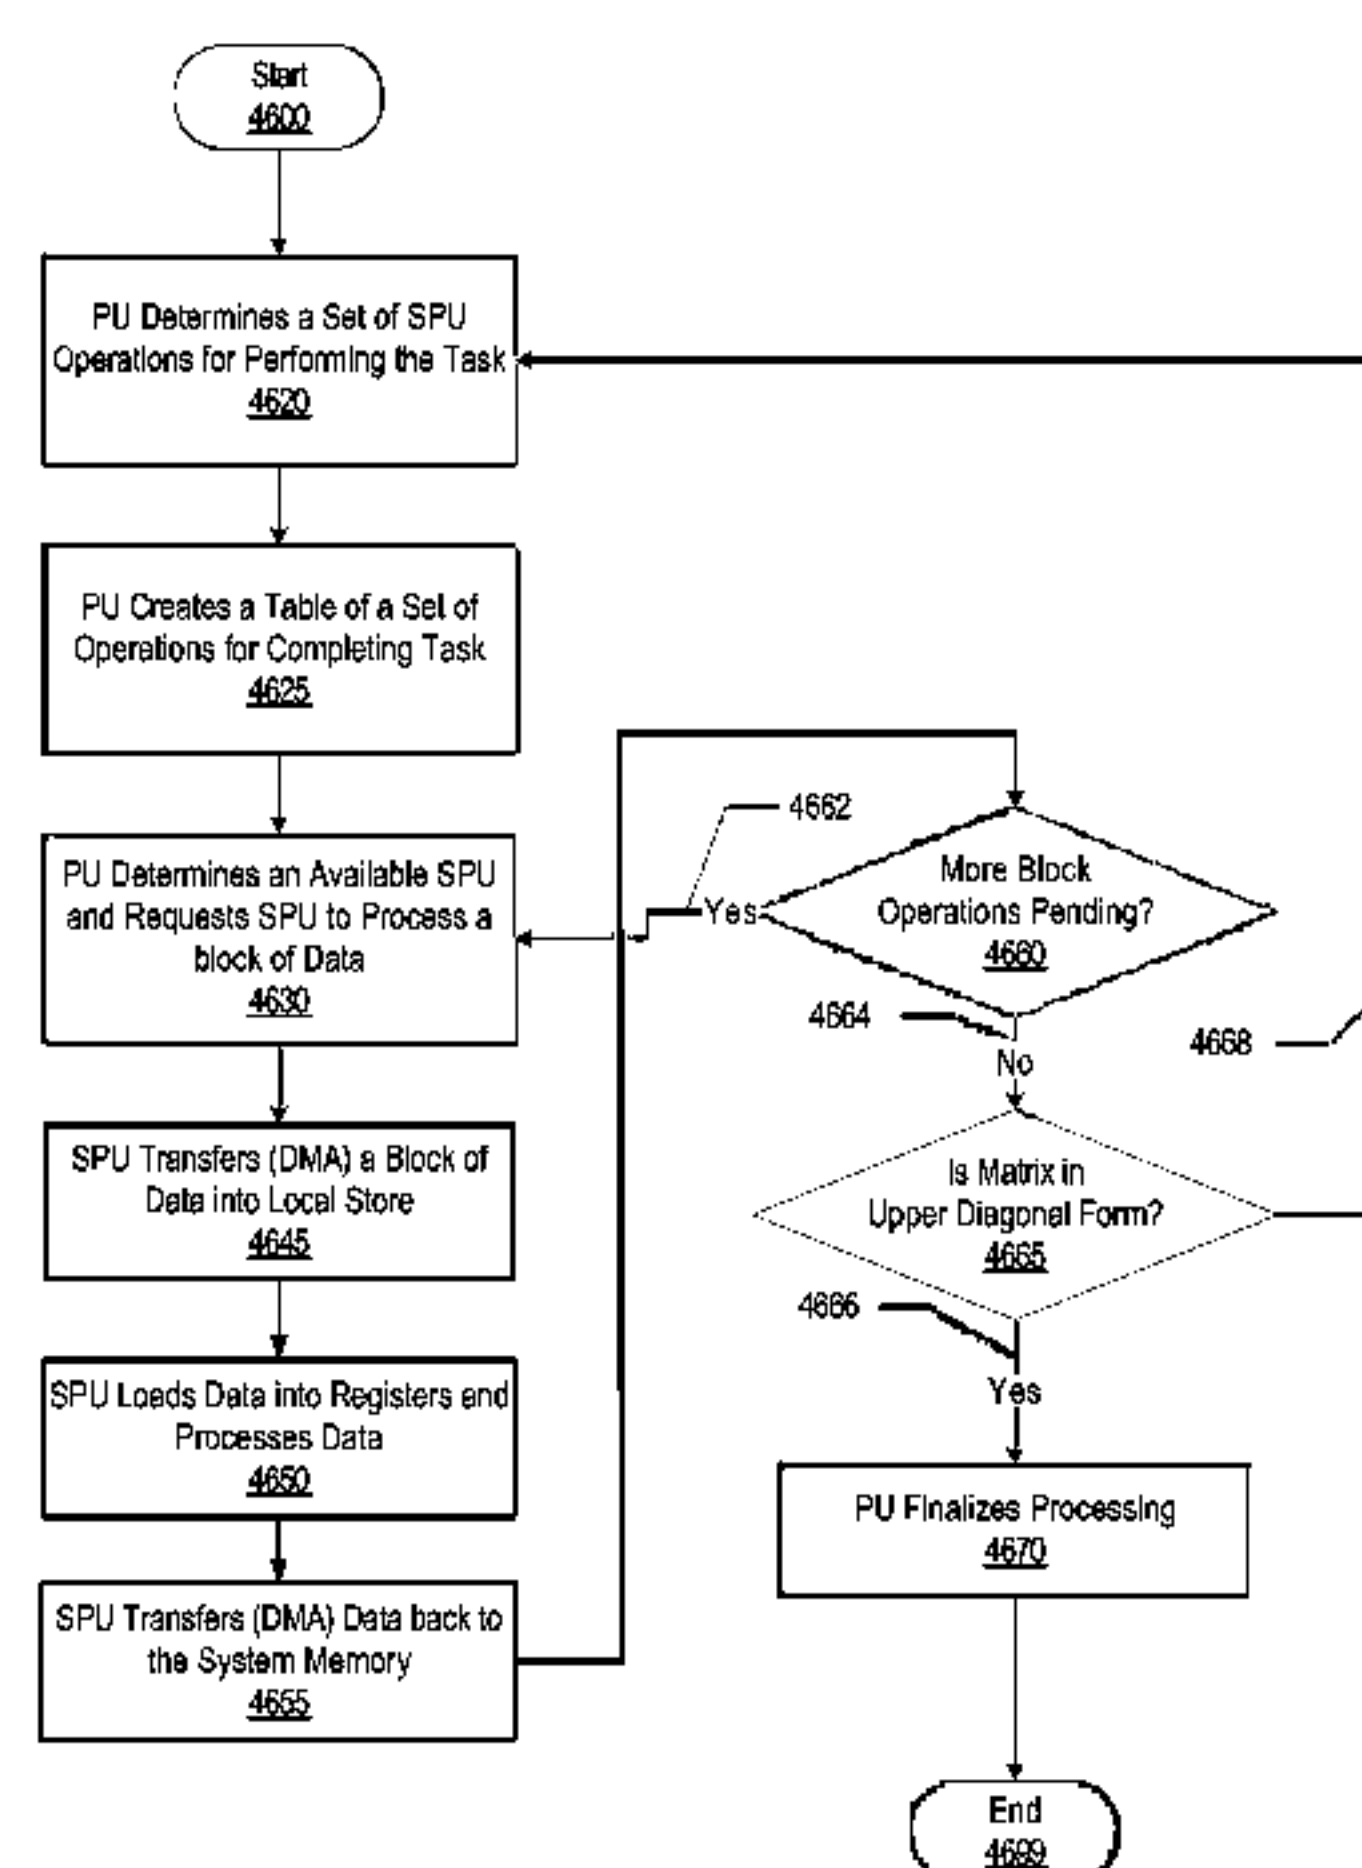 Start
4600
PU Determines a Set of SPU
Operations for Performing the Task
4620
PU Creates a Table of a Set of
Operations for Completing Task
4625
PU Determines an Available SPU
and Requests SPU to Process a
block of Data
4630
SPU Transfers (DMA) a Block of
Data into Local Store
4645
SPU Loads Data into Registers and
Processes Data
4650
SPU Transfers (DMA) Data back to
the System Memory
4655
4662
Yes
More Block
Operations Pending?
4660
4664
No
4668
Is Matrix in
Upper Diagonal Form?
4665
4666
Yes
PU Finalizes Processing
4670
End
4699